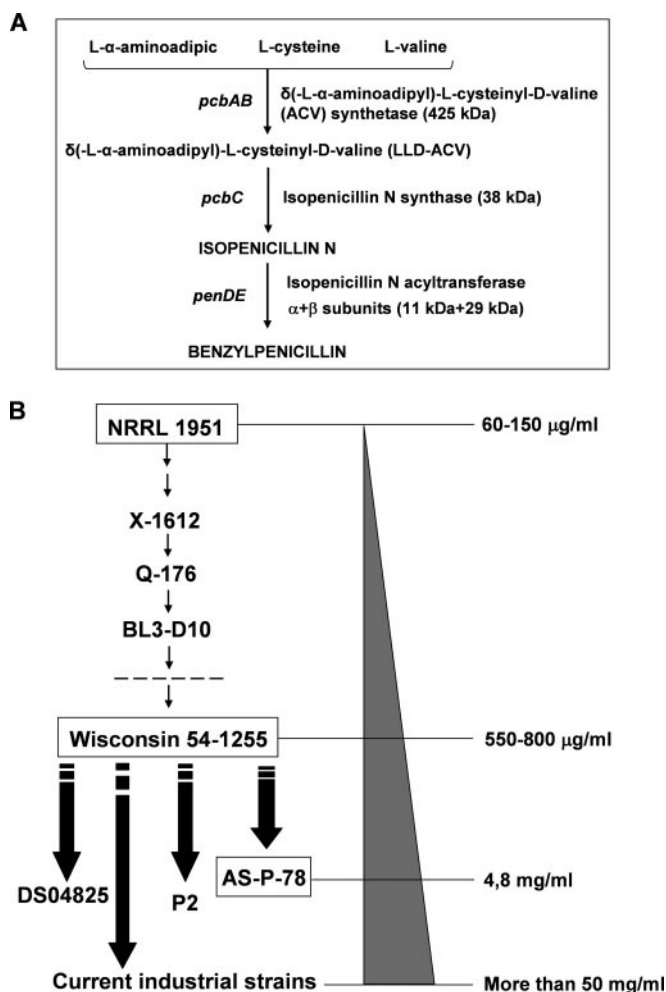 A
L-α-aminoadipic L-cysteine L-valine
pcbAB
δ(-L-α-aminoadipyl)-L-cysteinyl-D-valine
(ACV) synthetase (425 kDa)
δ(-L-α-aminoadipyl)-L-cysteinyl-D-valine (LLD-ACV)
pcbC Isopenicillin N synthase (38 kDa)
ISOPENICILLIN N
penDE
Isopenicillin N acyltransferase
α+β subunits (11 kDa+29 kDa)
BENZYLPENICILLIN
B
NRRL 1951 60-150 μg/ml
X-1612
Q-176
BL3-D10
Wisconsin 54-1255 550-800 μg/ml
DS04825 P2 AS-P-78 4,8 mg/ml
Current industrial strains More than 50 mg/ml